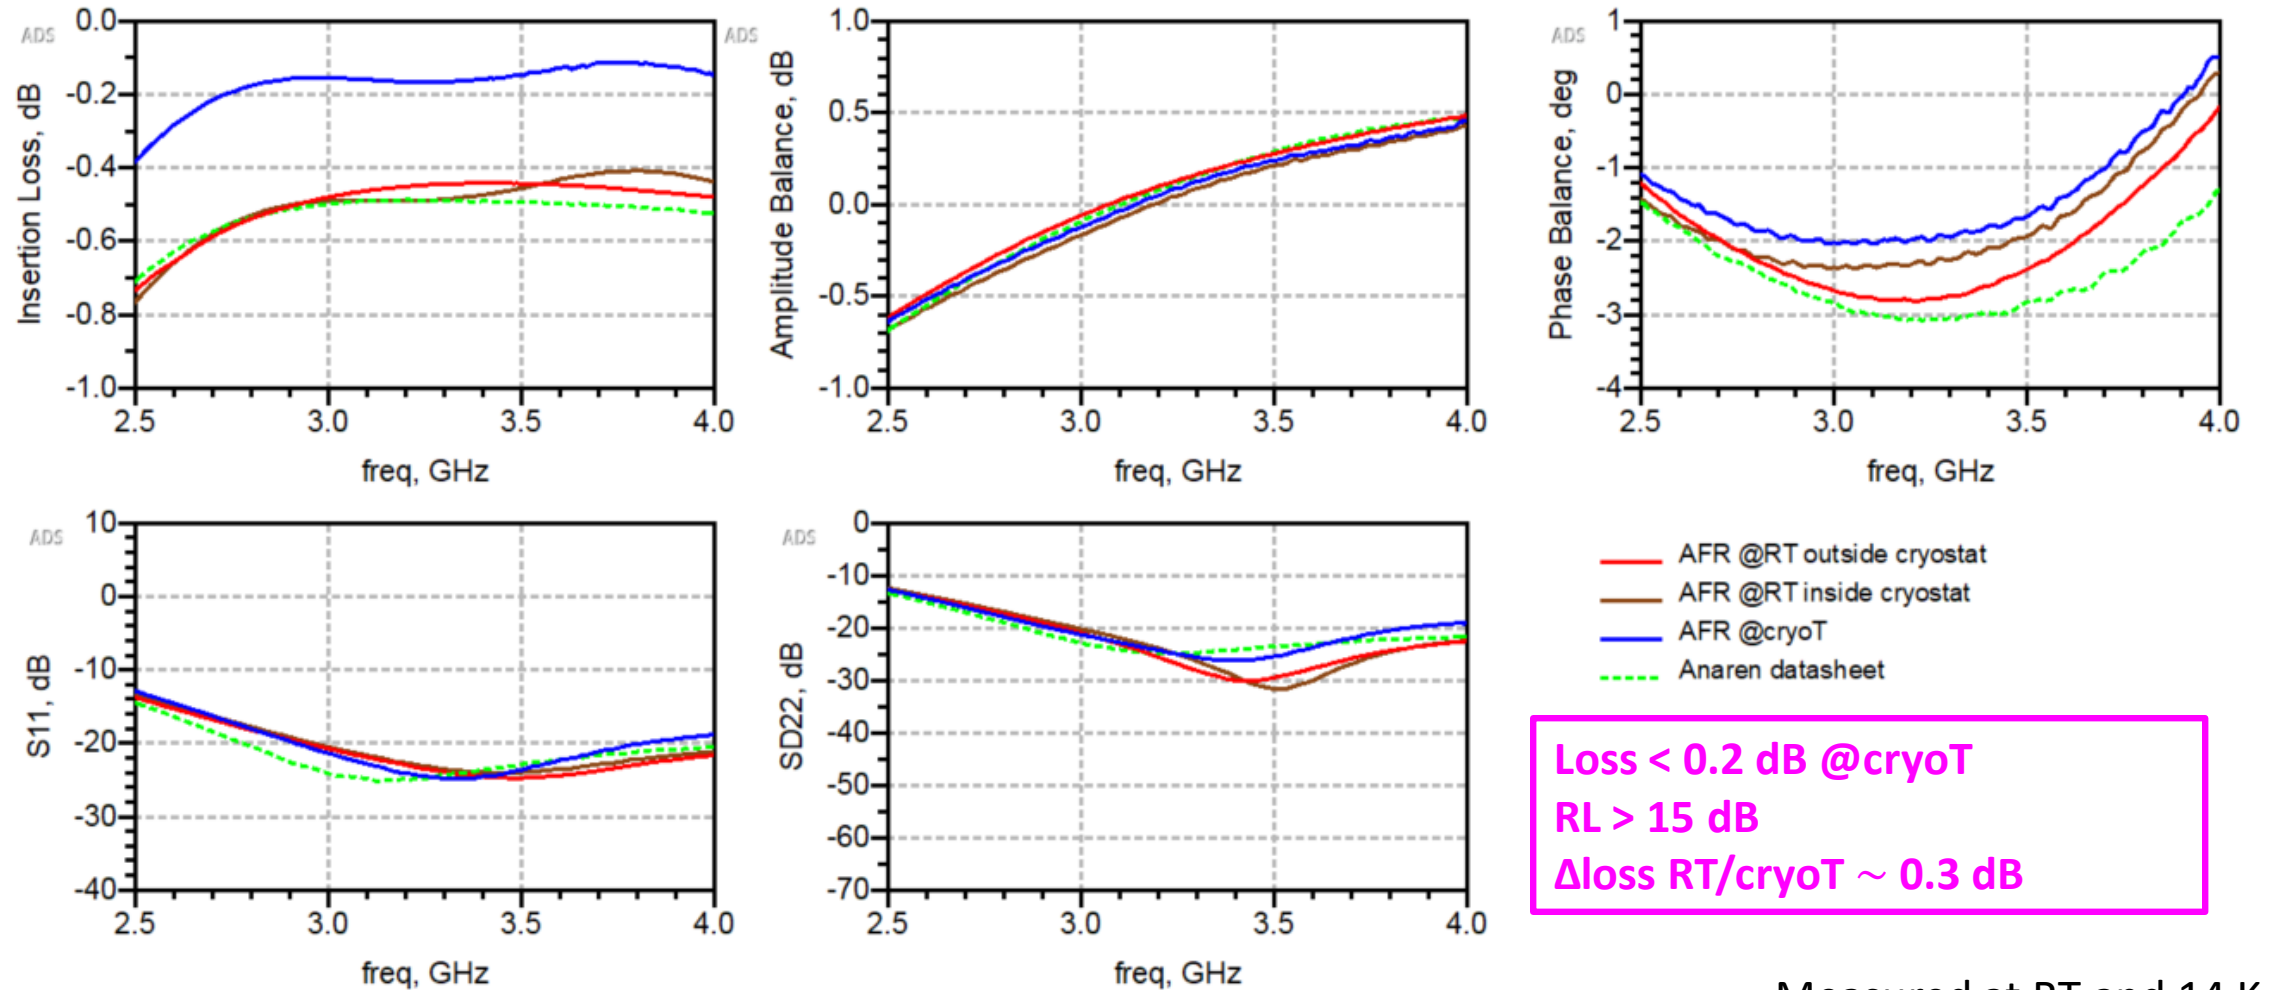 ADS
Insertion Loss, dB
0.0
-0.2
-0.4
-0.6
-0.8
-1.0
2.5 3.0 3.5 4.0
freq, GHz
ADS
Amplitude Balance, dB
1.0
0.5
0.0
-0.5
-1.0
2.5 3.0 3.5 4.0
freq, GHz
ADS
Phase Balance, deg
1
0
-1
-2
-3
-4
2.5 3.0 3.5 4.0
freq, GHz
ADS
S11, dB
10
0
-10
-20
-30
-40
2.5 3.0 3.5 4.0
freq, GHz
ADS
SD22, dB
0
-10
-20
-30
-40
-50
-60
-70
2.5 3.0 3.5 4.0
freq, GHz
AFR @RT outside cryostat
AFR @RT inside cryostat
AFR @cryoT
Anaren datasheet
Loss < 0.2 dB @cryoT
RL > 15 dB
Δloss RT/cryoT ~ 0.3 dB
Measured at RT and 14 K